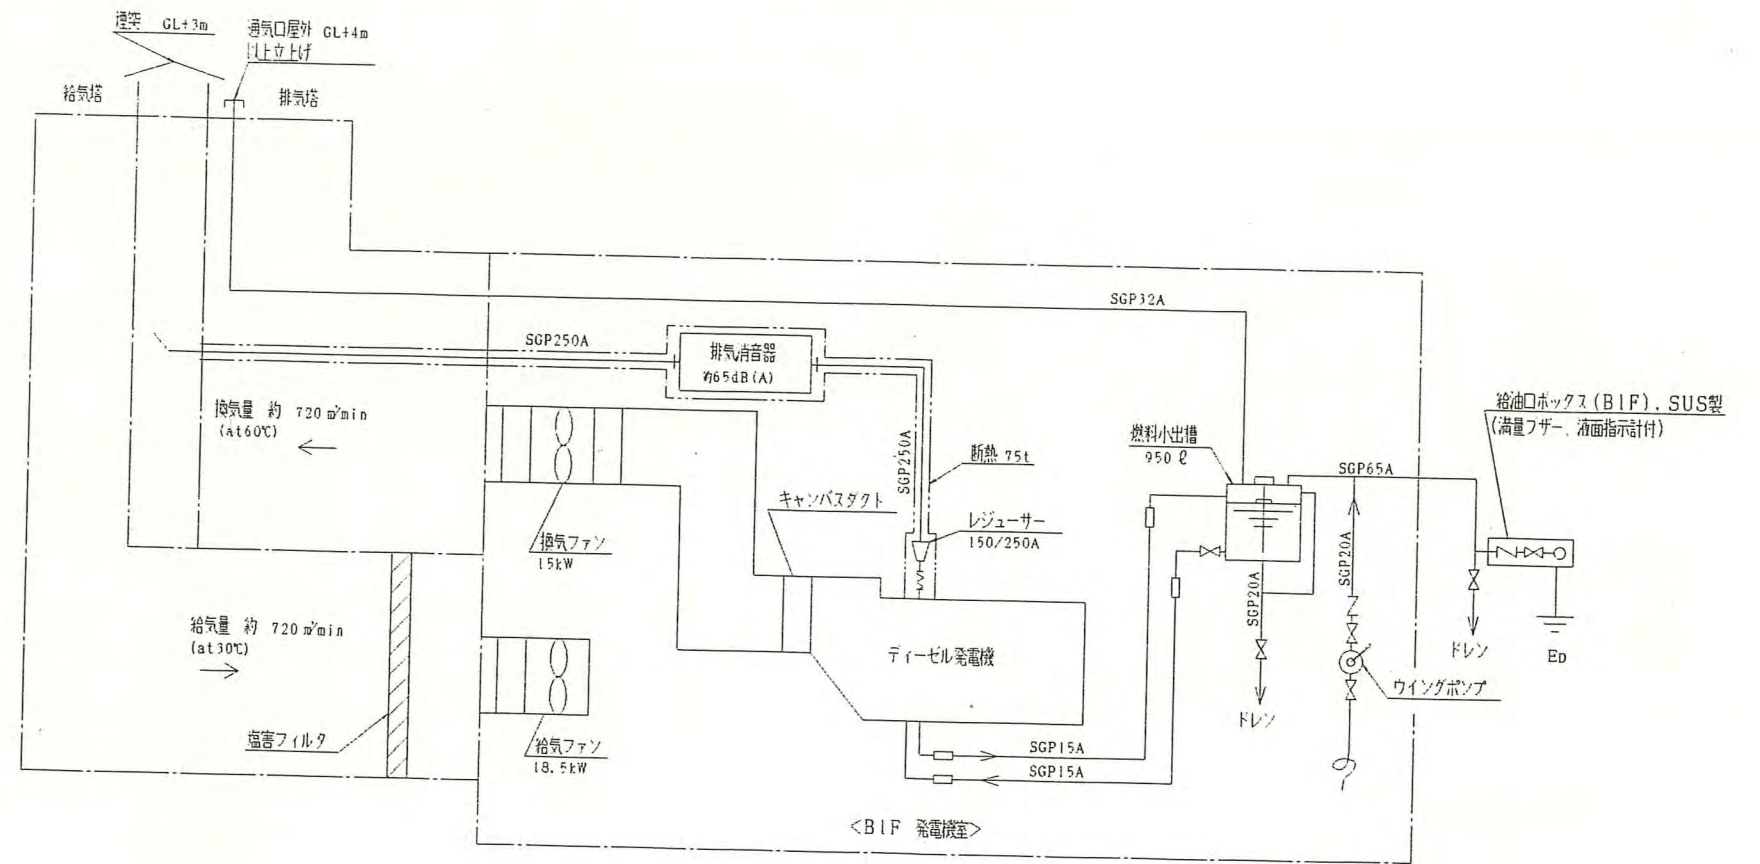 煙突 GL+3m
通気口屋外 GL+4m
以上立上げ
給気塔
排気塔
SGP32A
SGP250A
排気消音器
約65dB(A)
換気量 約 720㎥/min
(at60℃)
給油口ボックス(B1F), SUS製
(満量ブザー、液面指示計付)
燃料小出槽
950ℓ
SGP65A
SGP250A
断熱 75t
キャンバスダクト
レジューサー
150/250A
換気ファン
15kW
SGP20A
SGP20A
給気量 約 720㎥/min
(at30℃)
ディーゼル発電機
ドレン
ED
ウイングポンプ
ドレン
塩害フィルタ
給気ファン
18.5kW
SGP15A
SGP15A
<B1F 発電機室>